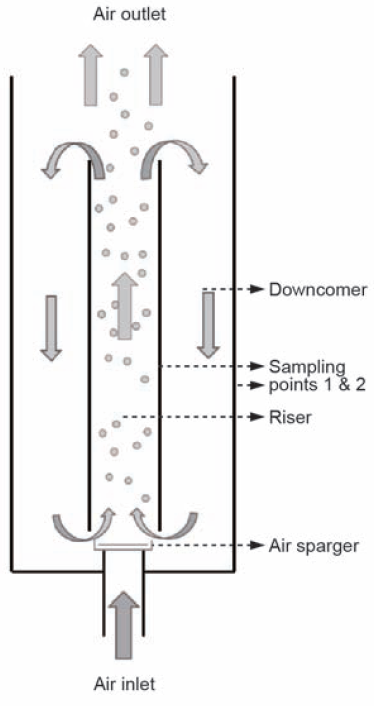 Air outlet
Downcomer
Sampling
points 1 & 2
Riser
Air sparger
Air inlet